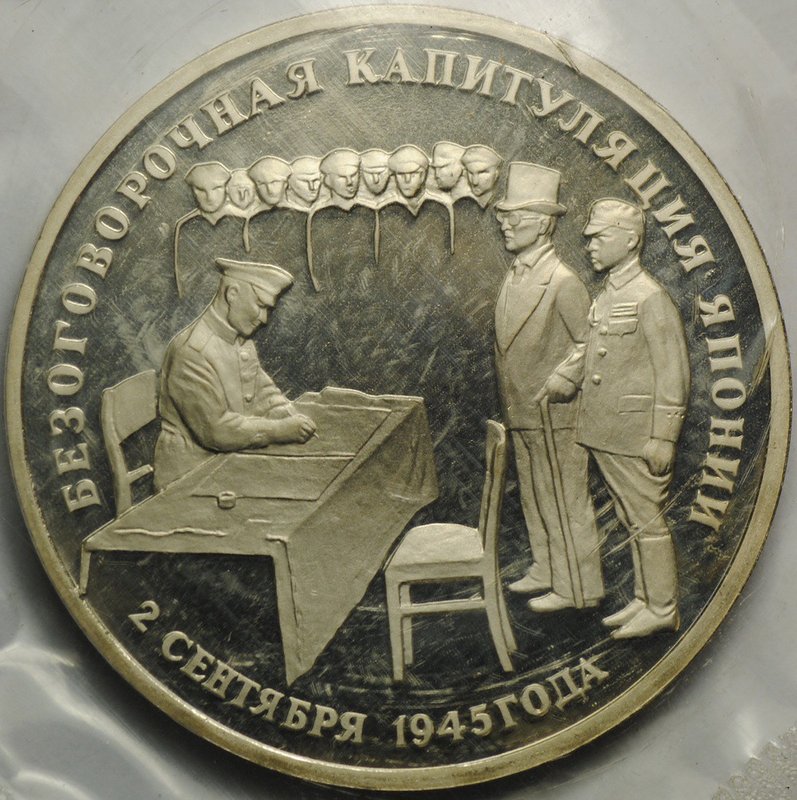 БЕЗОГОВОРОЧНАЯ КАПИТУЛЯЦИЯ ЯПОНИИ
2 СЕНТЯБРЯ 1945 ГОДА